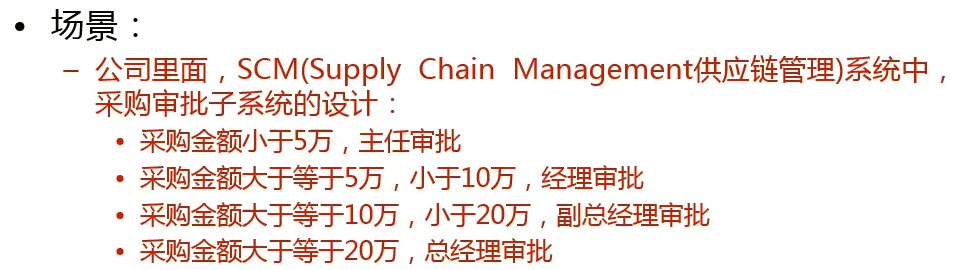 • 场景：
– 公司里面，SCM(Supply Chain Management供应链管理)系统中，
采购审批子系统的设计：
• 采购金额小于5万，主任审批
• 采购金额大于等于5万，小于10万，经理审批
• 采购金额大于等于10万，小于20万，副总经理审批
• 采购金额大于等于20万，总经理审批